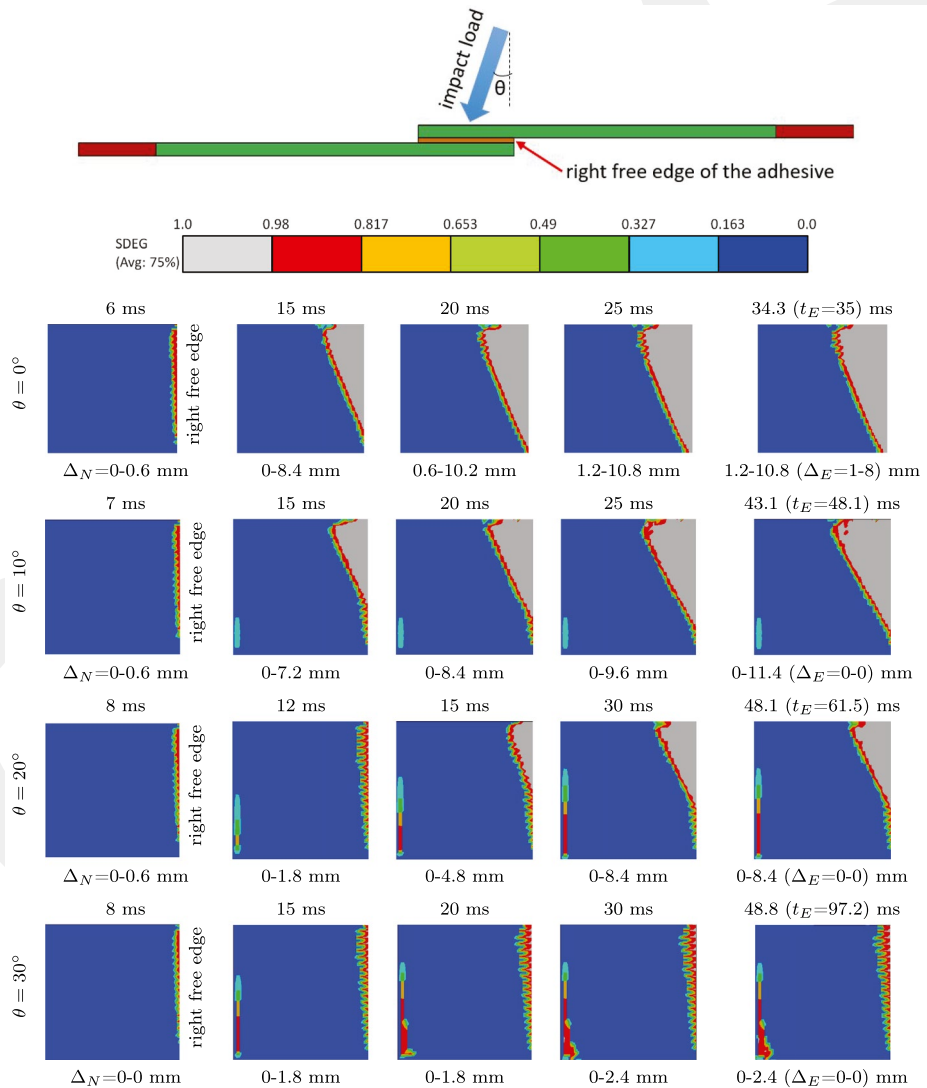 impact load
θ
right free edge of the adhesive
1.0 0.98 0.817 0.653 0.49 0.327 0.163 0.0
SDEG
(Avg: 75%)
6 ms 15 ms 20 ms 25 ms 34.3 (t_E=35) ms
θ = 0°
right free edge
Δ_N=0-0.6 mm 0-8.4 mm 0.6-10.2 mm 1.2-10.8 mm 1.2-10.8 (Δ_E=1-8) mm
7 ms 15 ms 20 ms 25 ms 43.1 (t_E=48.1) ms
θ = 10°
right free edge
Δ_N=0-0.6 mm 0-7.2 mm 0-8.4 mm 0-9.6 mm 0-11.4 (Δ_E=0-0) mm
8 ms 12 ms 15 ms 30 ms 48.1 (t_E=61.5) ms
θ = 20°
right free edge
Δ_N=0-0.6 mm 0-1.8 mm 0-4.8 mm 0-8.4 mm 0-8.4 (Δ_E=0-0) mm
8 ms 15 ms 20 ms 30 ms 48.8 (t_E=97.2) ms
θ = 30°
right free edge
Δ_N=0-0 mm 0-1.8 mm 0-1.8 mm 0-2.4 mm 0-2.4 (Δ_E=0-0) mm